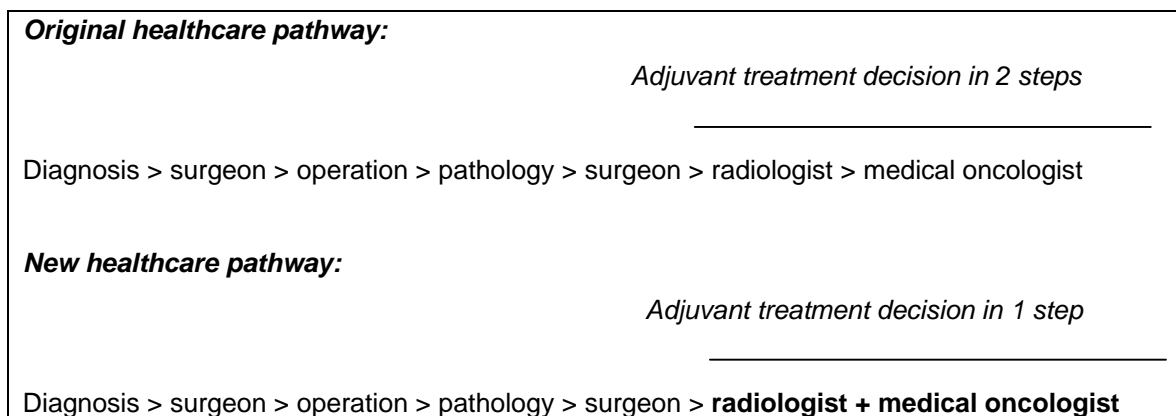 Original healthcare pathway:
Adjuvant treatment decision in 2 steps
Diagnosis > surgeon > operation > pathology > surgeon > radiologist > medical oncologist
New healthcare pathway:
Adjuvant treatment decision in 1 step
Diagnosis > surgeon > operation > pathology > surgeon > radiologist + medical oncologist